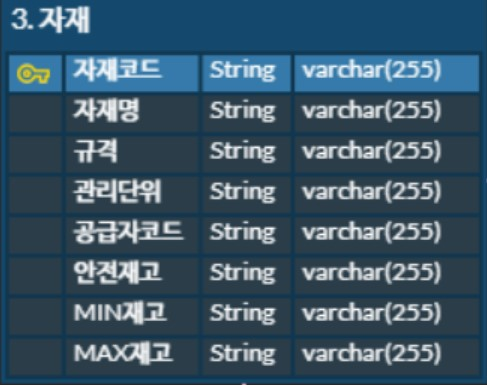 3. 자재
자재코드 String varchar(255)
자재명 String varchar(255)
규격 String varchar(255)
관리단위 String varchar(255)
공급자코드 String varchar(255)
안전재고 String varchar(255)
MIN재고 String varchar(255)
MAX재고 String varchar(255)